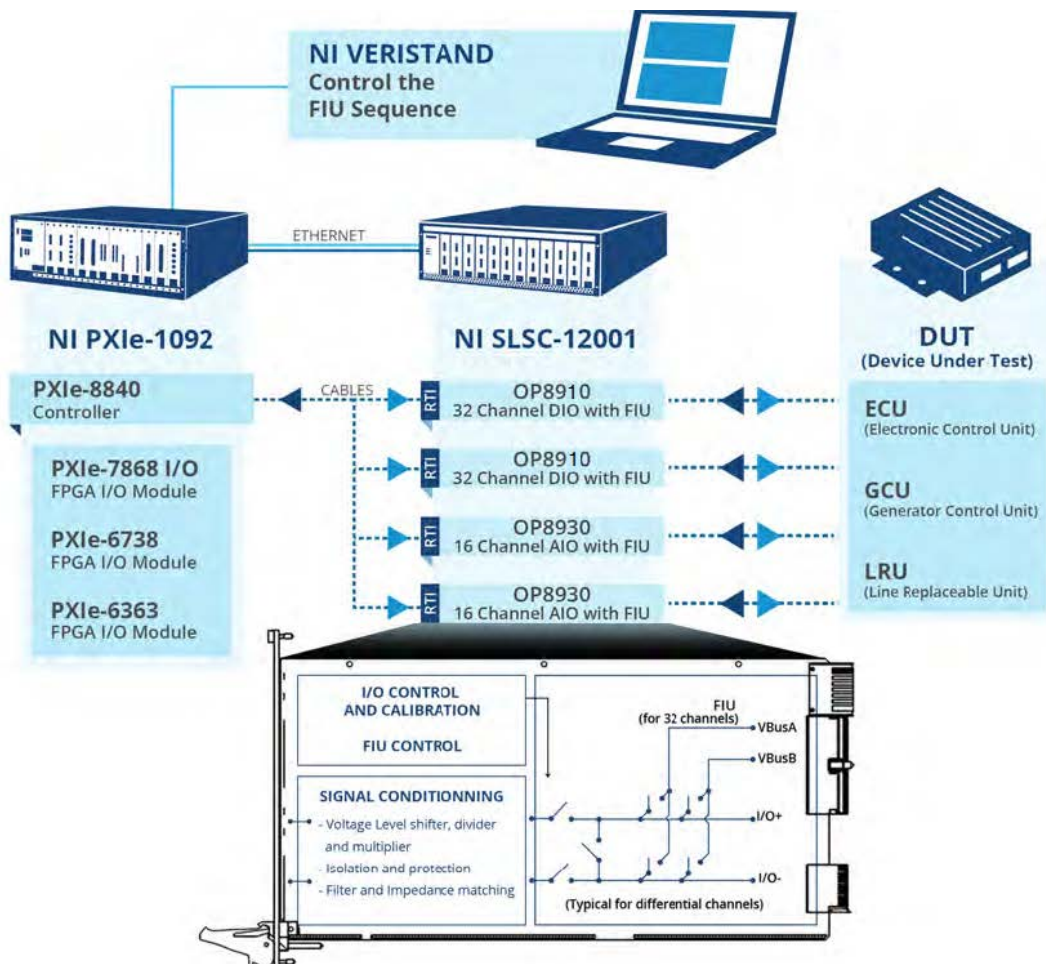 NI VERISTAND
Control the
FIU Sequence
ETHERNET
NI PXIe-1092
NI SLSC-12001
DUT
(Device Under Test)
PXIe-8840
Controller
CABLES
RTI
OP8910
32 Channel DIO with FIU
ECU
(Electronic Control Unit)
PXIe-7868 I/O
FPGA I/O Module
RTI
OP8910
32 Channel DIO with FIU
GCU
(Generator Control Unit)
PXIe-6738
FPGA I/O Module
RTI
OP8930
16 Channel AIO with FIU
LRU
(Line Replaceable Unit)
PXIe-6363
FPGA I/O Module
RTI
OP8930
16 Channel AIO with FIU
I/O CONTROL
AND CALIBRATION
FIU CONTROL
FIU
(for 32 channels)
VBusA
VBusB
SIGNAL CONDITIONNING
- Voltage Level shifter, divider
and multiplier
- Isolation and protection
- Filter and Impedance matching
I/O+
I/O-
(Typical for differential channels)